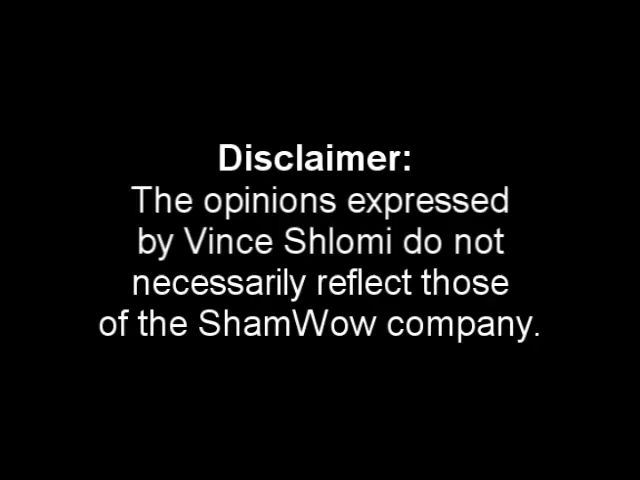 Disclaimer:
The opinions expressed
by Vince Shlomi do not
necessarily reflect those
of the ShamWow company.